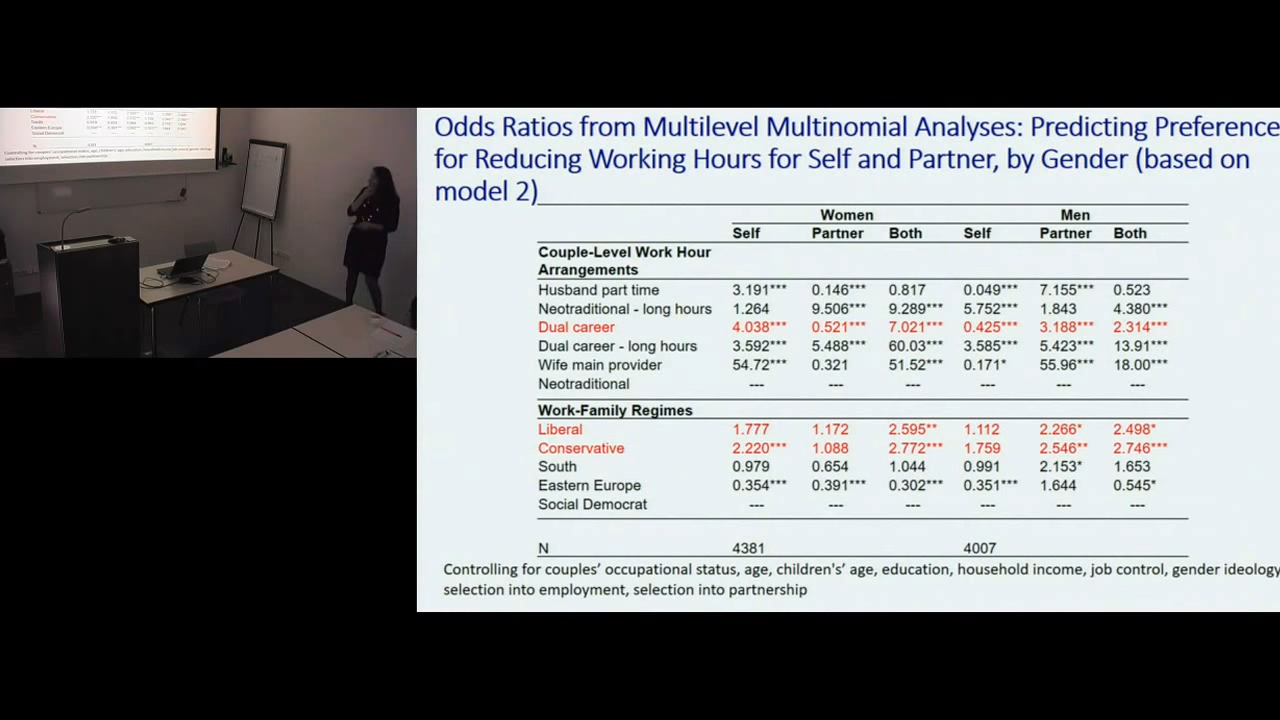 Odds Ratios from Multilevel Multinomial Analyses: Predicting Preference
for Reducing Working Hours for Self and Partner, by Gender (based on
model 2)
Women Men
Self Partner Both Self Partner Both
Couple-Level Work Hour
Arrangements
Husband part time 3.191*** 0.146*** 0.817 0.049*** 7.155*** 0.523
Neotraditional - long hours 1.264 9.506*** 9.289*** 5.752*** 1.843 4.380***
Dual career 4.038*** 0.521*** 7.021*** 0.425*** 3.188*** 2.314***
Dual career - long hours 3.592*** 5.488*** 60.03*** 3.585*** 5.423*** 13.91***
Wife main provider 54.72*** 0.321 51.52*** 0.171* 55.96*** 18.00***
Neotraditional --- --- --- --- --- ---
Work-Family Regimes
Liberal 1.777 1.172 2.595** 1.112 2.266* 2.498*
Conservative 2.220*** 1.088 2.772*** 1.759 2.546** 2.746***
South 0.979 0.654 1.044 0.991 2.153* 1.653
Eastern Europe 0.354*** 0.391*** 0.302*** 0.351*** 1.644 0.545*
Social Democrat --- --- --- --- --- ---
N 4381 4007
Controlling for couples' occupational status, age, children's' age, education, household income, job control, gender ideology
selection into employment, selection into partnership